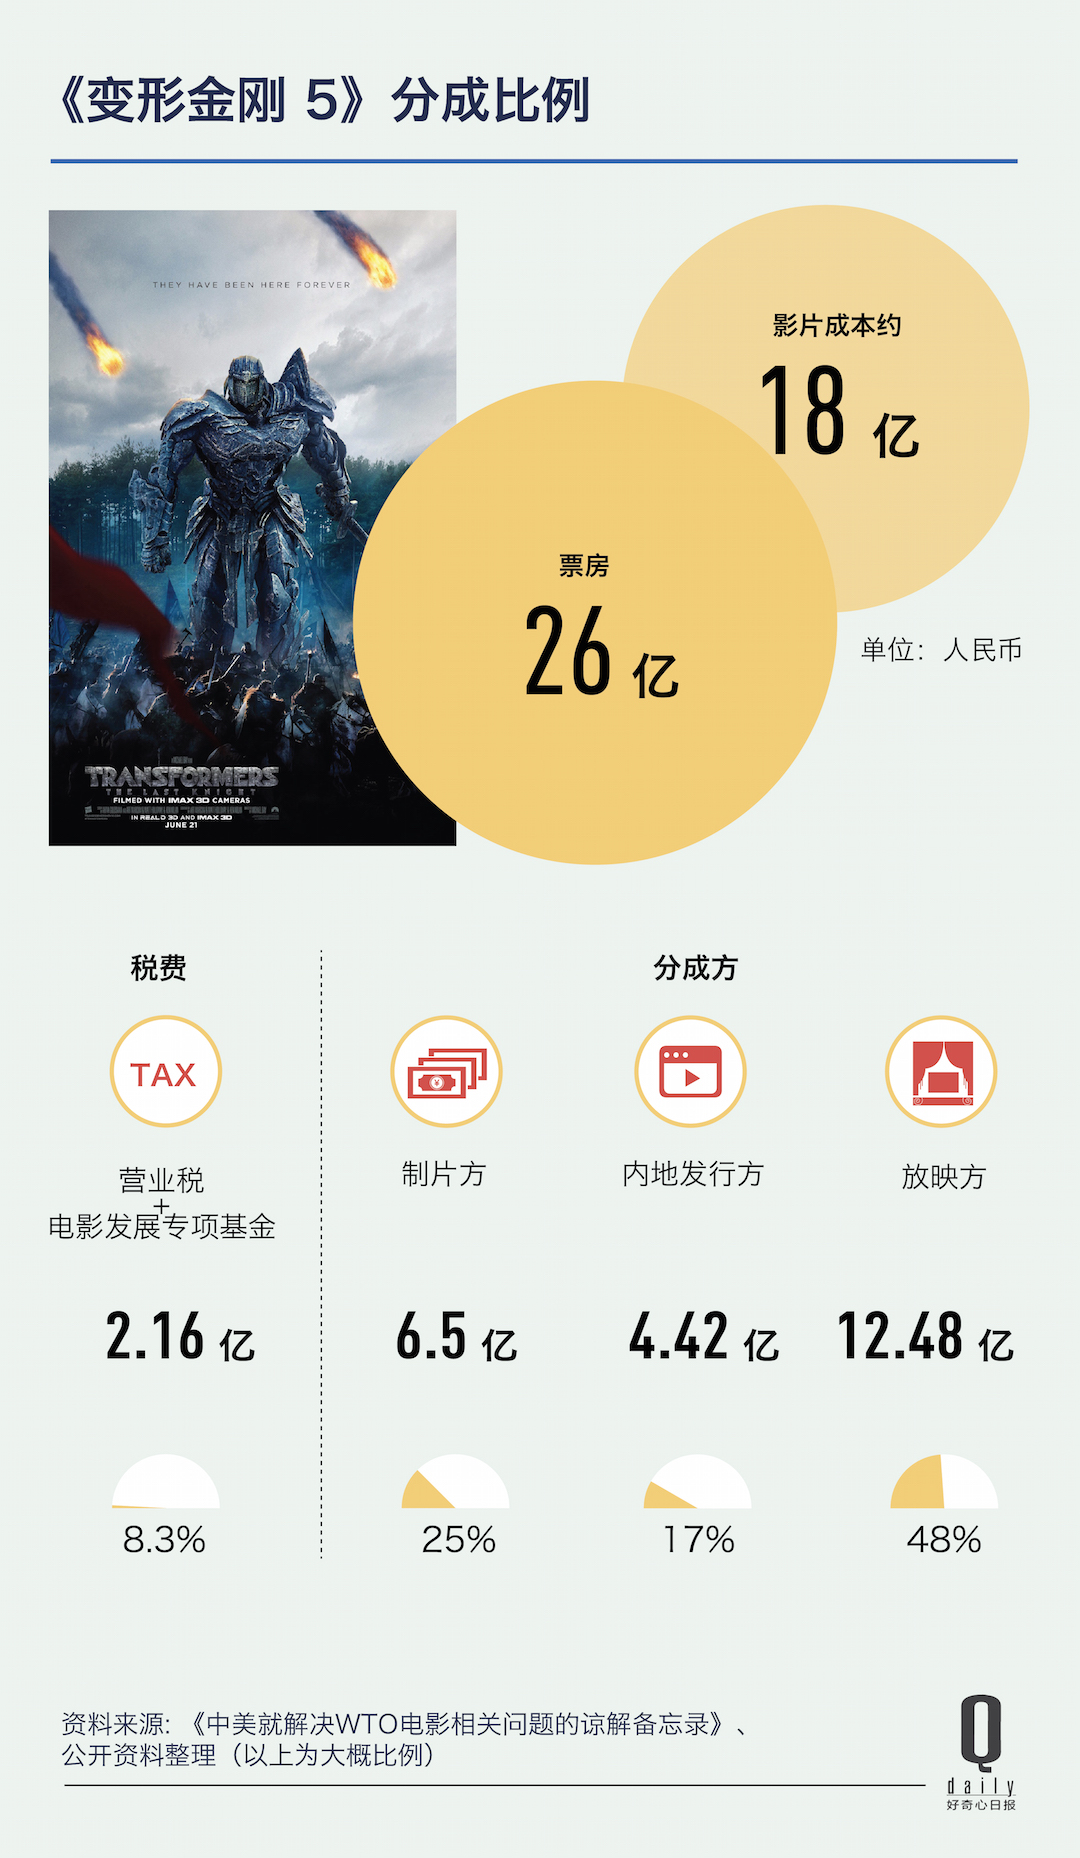 《变形金刚 5》分成比例
THEY HAVE BEEN HERE FOREVER
影片成本约
18 亿
票房
26 亿
单位：人民币
TRANSFORMERS
THE LAST KNIGHT
FILMED WITH IMAX 3D CAMERAS
IN REAL D 3D AND IMAX 3D
JUNE 21
税费
分成方
TAX
营业税
+
电影发展专项基金
制片方
内地发行方
放映方
2.16 亿
6.5 亿
4.42 亿
12.48 亿
8.3%
25%
17%
48%
资料来源：《中美就解决WTO电影相关问题的谅解备忘录》、
公开资料整理（以上为大概比例）
Q
daily
好奇心日报